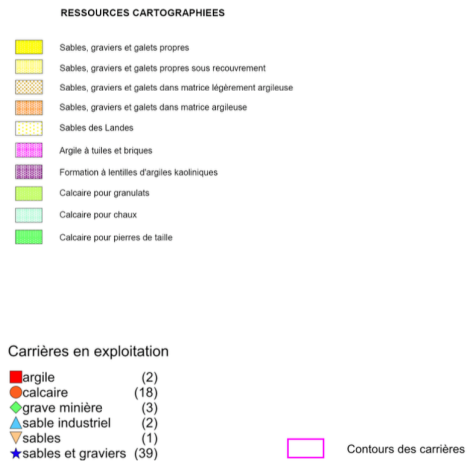 RESSOURCES CARTOGRAPHIEES
Sables, graviers et galets propres
Sables, graviers et galets propres sous recouvrement
Sables, graviers et galets dans matrice légèrement argileuse
Sables, graviers et galets dans matrice argileuse
Sables des Landes
Argile à tuiles et briques
Formation à lentilles d'argiles kaoliniques
Calcaire pour granulats
Calcaire pour chaux
Calcaire pour pierres de taille
Carrières en exploitation
argile (2)
calcaire (18)
grave minière (3)
sable industriel (2)
sables (1)
sables et graviers (39)
Contours des carrières